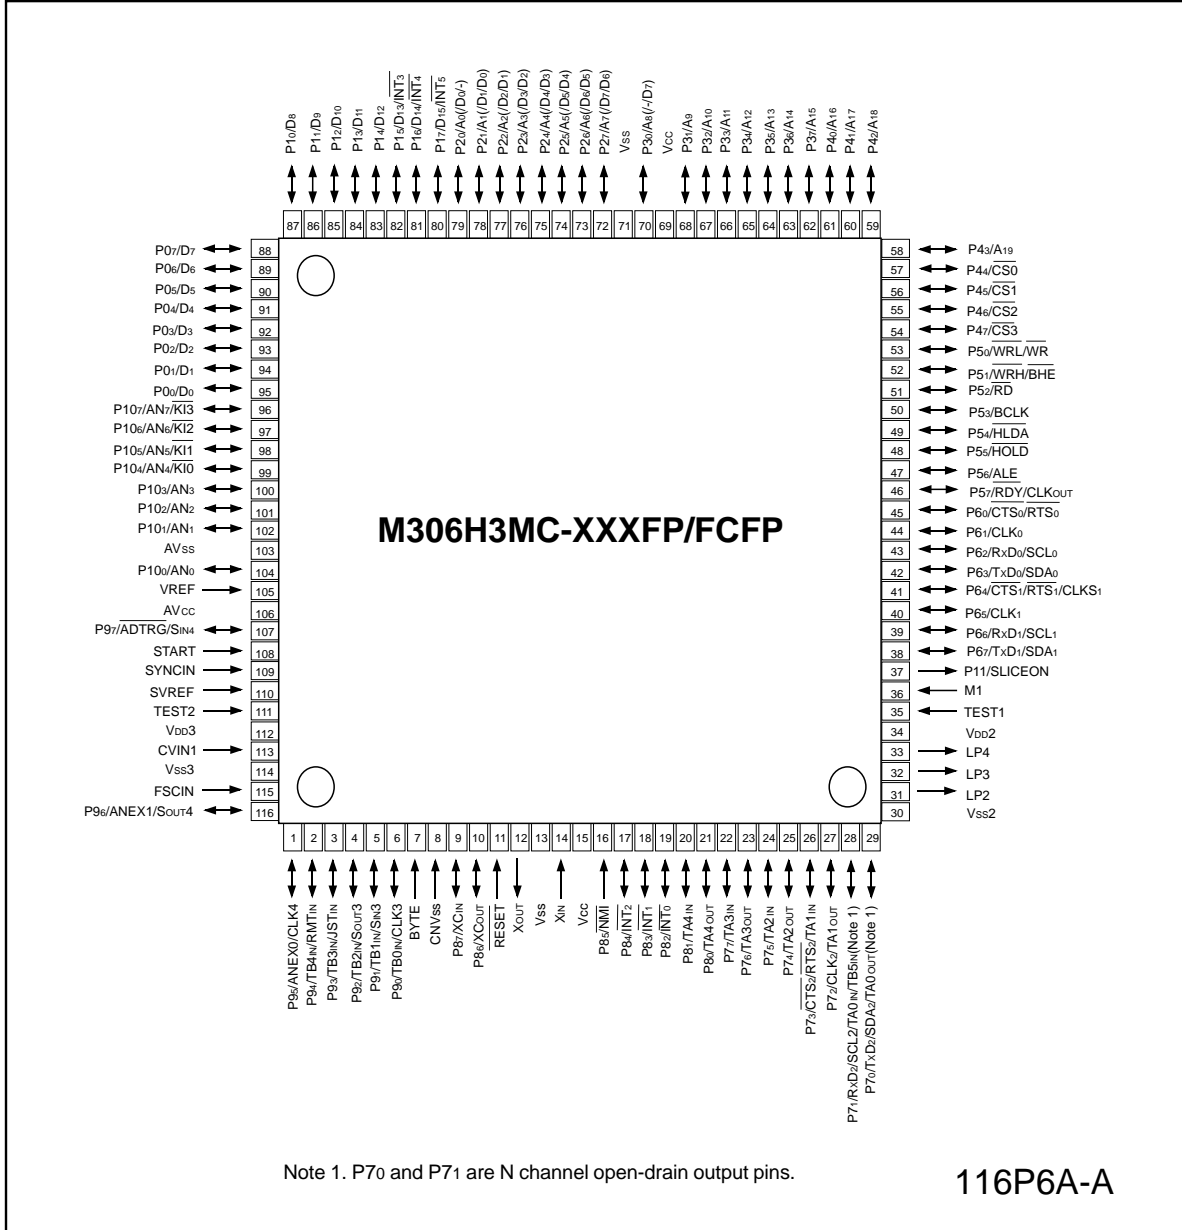 P10/D8
P11/D9
P12/D10
P13/D11
P14/D12
P15/D13/INT3
P16/D14/INT4
P17/D15/INT5
P20/A0(/D0/-)
P21/A1(/D1/D0)
P22/A2(/D2/D1)
P23/A3(/D3/D2)
P24/A4(/D4/D3)
P25/A5(/D5/D4)
P26/A6(/D6/D5)
P27/A7(/D7/D6)
Vss
P30/A8(/-/D7)
Vcc
P31/A9
P32/A10
P33/A11
P34/A12
P35/A13
P36/A14
P37/A15
P40/A16
P41/A17
P42/A18
87 86 85 84 83 82 81 80 79 78 77 76 75 74 73 72 71 70 69 68 67 66 65 64 63 62 61 60 59
P07/D7 88
P06/D6 89
P05/D5 90
P04/D4 91
P03/D3 92
P02/D2 93
P01/D1 94
P00/D0 95
P107/AN7/KI3 96
P106/AN6/KI2 97
P105/AN5/KI1 98
P104/AN4/KI0 99
P103/AN3 100
P102/AN2 101
P101/AN1 102
AVss 103
P100/AN0 104
VREF 105
AVcc 106
P97/ADTRG/SIN4 107
START 108
SYNCIN 109
SVREF 110
TEST2 111
VDD3 112
CVIN1 113
Vss3 114
FSCIN 115
P96/ANEX1/SOUT4 116
M306H3MC-XXXFP/FCFP
58 P43/A19
57 P44/CS0
56 P45/CS1
55 P46/CS2
54 P47/CS3
53 P50/WRL/WR
52 P51/WRH/BHE
51 P52/RD
50 P53/BCLK
49 P54/HLDA
48 P55/HOLD
47 P56/ALE
46 P57/RDY/CLKOUT
45 P60/CTS0/RTS0
44 P61/CLK0
43 P62/RxD0/SCL0
42 P63/TxD0/SDA0
41 P64/CTS1/RTS1/CLKS1
40 P65/CLK1
39 P66/RxD1/SCL1
38 P67/TxD1/SDA1
37 P11/SLICEON
36 M1
35 TEST1
34 VDD2
33 LP4
32 LP3
31 LP2
30 Vss2
1 2 3 4 5 6 7 8 9 10 11 12 13 14 15 16 17 18 19 20 21 22 23 24 25 26 27 28 29
P95/ANEX0/CLK4
P94/TB4IN/RMTIN
P93/TB3IN/JSTIN
P92/TB2IN/SOUT3
P91/TB1IN/SIN3
P90/TB0IN/CLK3
BYTE
CNVss
P87/XCIN
P86/XCOUT
RESET
XOUT
Vss
XIN
Vcc
P85/NMI
P84/INT2
P83/INT1
P82/INT0
P81/TA4IN
P80/TA4OUT
P77/TA3IN
P76/TA3OUT
P75/TA2IN
P74/TA2OUT
P73/CTS2/RTS2/TA1IN
P72/CLK2/TA1OUT
P71/RxD2/SCL2/TA0IN/TB5IN(Note 1)
P70/TxD2/SDA2/TA0OUT(Note 1)
Note 1. P70 and P71 are N channel open-drain output pins.
116P6A-A